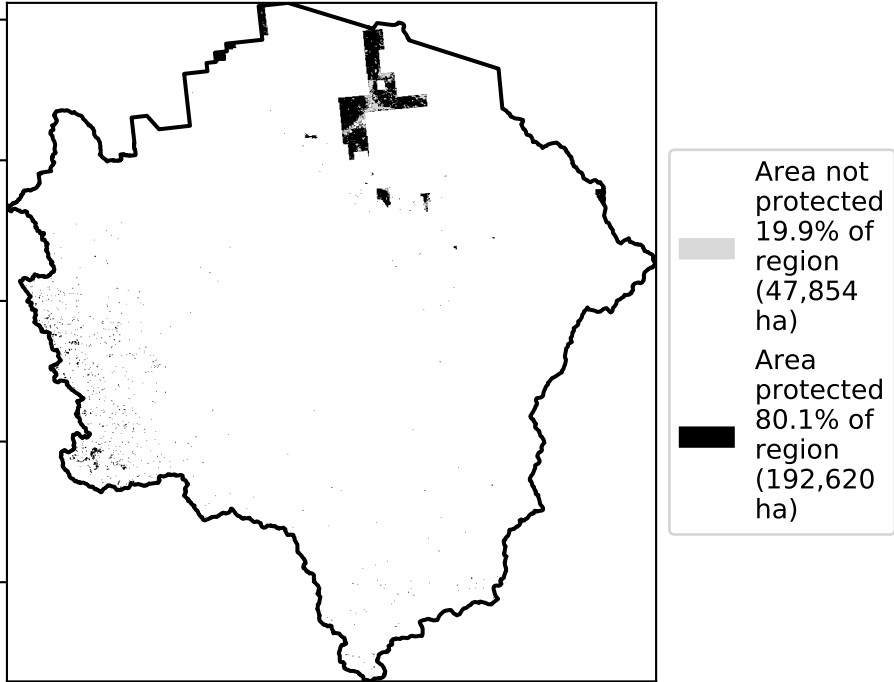 Area not
protected
19.9% of
region
(47,854
ha)
Area
protected
80.1% of
region
(192,620
ha)